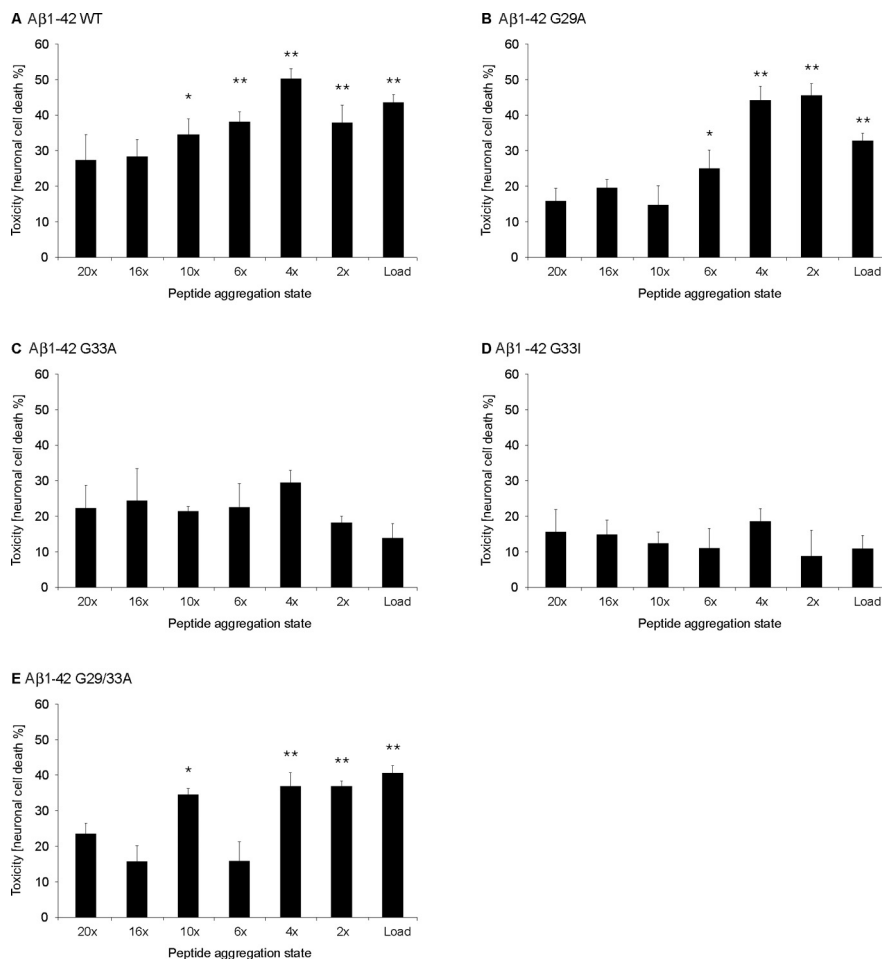 A Aβ1-42 WT
Toxicity [neuronal cell death %]
60
50
40
30
20
10
0
* ** ** ** **
20x 16x 10x 6x 4x 2x Load
Peptide aggregation state
B Aβ1-42 G29A
Toxicity [neuronal cell death %]
60
50
40
30
20
10
0
* ** ** **
20x 16x 10x 6x 4x 2x Load
Peptide aggregation state
C Aβ1-42 G33A
Toxicity [neuronal cell death %]
60
50
40
30
20
10
0
20x 16x 10x 6x 4x 2x Load
Peptide aggregation state
D Aβ1 -42 G33I
Toxicity [neuronal cell death %]
60
50
40
30
20
10
0
20x 16x 10x 6x 4x 2x Load
Peptide aggregation state
E Aβ1-42 G29/33A
Toxicity [neuronal cell death %]
60
50
40
30
20
10
0
* ** ** **
20x 16x 10x 6x 4x 2x Load
Peptide aggregation state